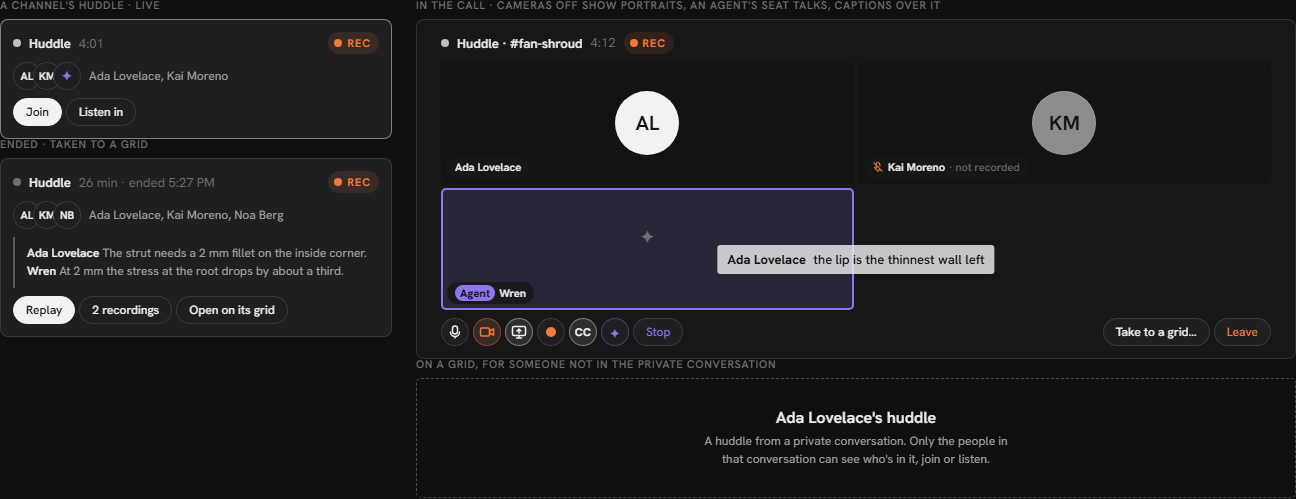 A CHANNEL'S HUDDLE · LIVE
Huddle 4:01
REC
AL KM Ada Lovelace, Kai Moreno
Join Listen in
ENDED · TAKEN TO A GRID
Huddle 26 min · ended 5:27 PM
REC
AL KM NB Ada Lovelace, Kai Moreno, Noa Berg
Ada Lovelace The strut needs a 2 mm fillet on the inside corner.
Wren At 2 mm the stress at the root drops by about a third.
Replay 2 recordings Open on its grid
IN THE CALL · CAMERAS OFF SHOW PORTRAITS, AN AGENT'S SEAT TALKS, CAPTIONS OVER IT
Huddle · #fan-shroud 4:12 REC
AL
Ada Lovelace
KM
Kai Moreno · not recorded
Ada Lovelace the lip is the thinnest wall left
Agent Wren
CC Stop Take to a grid... Leave
ON A GRID, FOR SOMEONE NOT IN THE PRIVATE CONVERSATION
Ada Lovelace's huddle
A huddle from a private conversation. Only the people in
that conversation can see who's in it, join or listen.